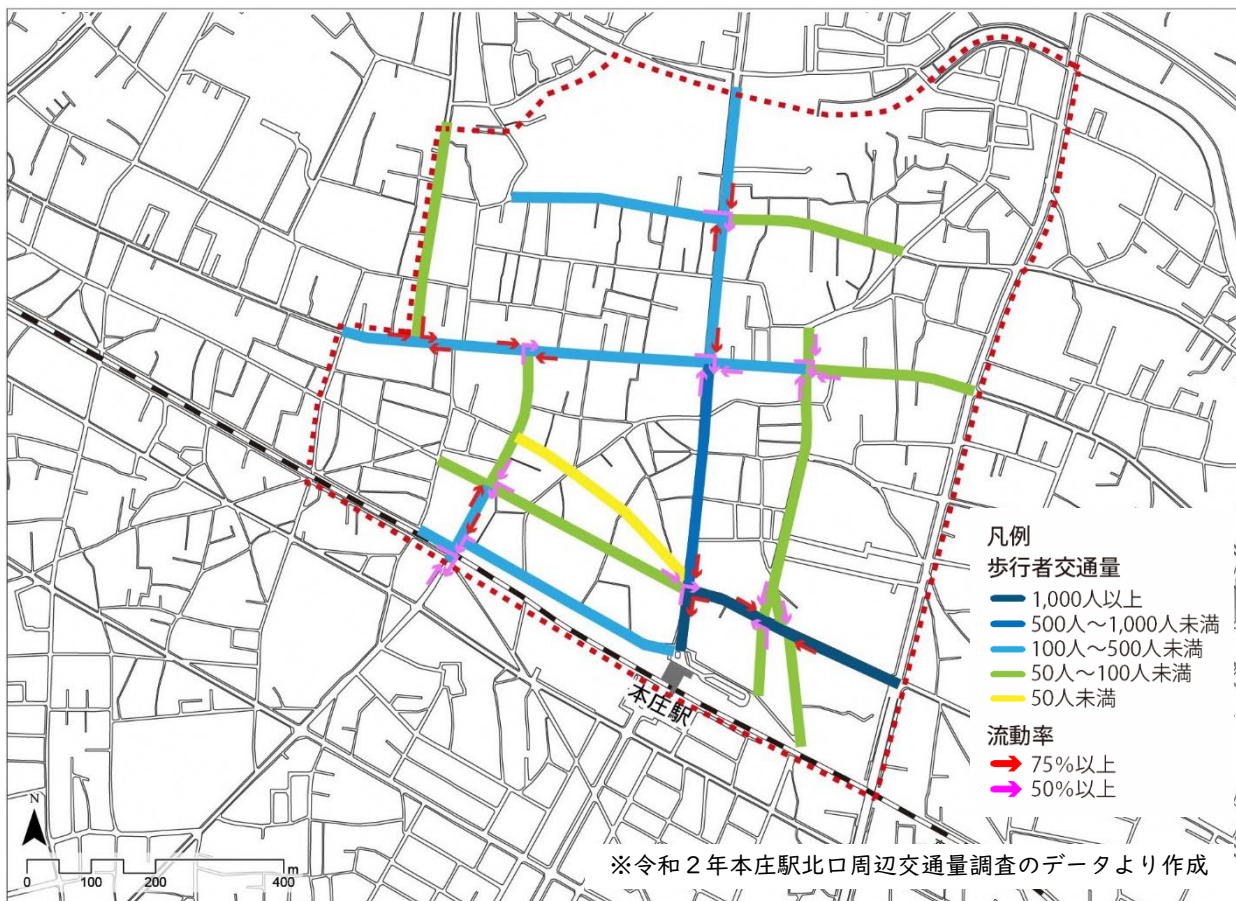 凡例
歩行者交通量
1,000人以上
500人～1,000人未満
100人～500人未満
50人～100人未満
50人未満
流動率
75%以上
50%以上
本庄駅
N
0 100 200 400 m
※令和２年本庄駅北口周辺交通量調査のデータより作成